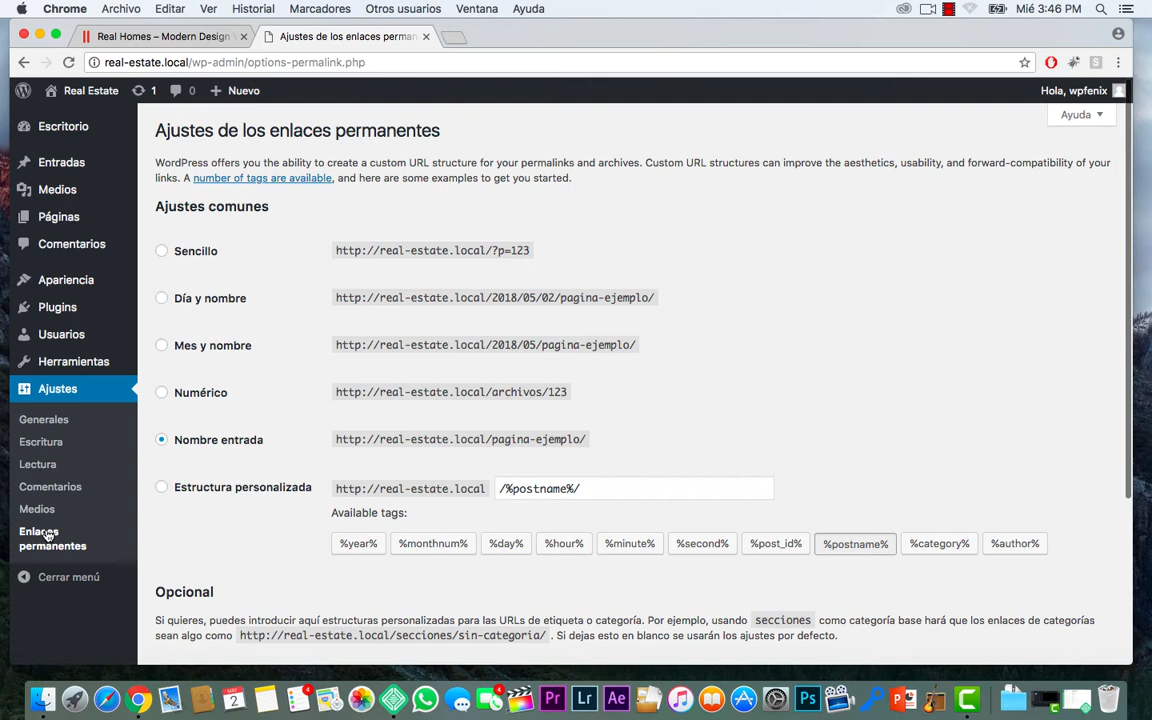 Chrome Archivo Editar Ver Historial Marcadores Otros usuarios Ventana Ayuda Mié 3:46 PM
Real Homes – Modern Design Ajustes de los enlaces perman
real-estate.local/wp-admin/options-permalink.php
Real Estate 1 0 Nuevo Hola, wpfenix
Ayuda
Escritorio
Entradas
Medios
Páginas
Comentarios
Apariencia
Plugins
Usuarios
Herramientas
Ajustes
Generales
Escritura
Lectura
Comentarios
Medios
Enlaces
permanentes
Cerrar menú
Ajustes de los enlaces permanentes
WordPress offers you the ability to create a custom URL structure for your permalinks and archives. Custom URL structures can improve the aesthetics, usability, and forward-compatibility of your
links. A number of tags are available, and here are some examples to get you started.
Ajustes comunes
Sencillo http://real-estate.local/?p=123
Día y nombre http://real-estate.local/2018/05/02/pagina-ejemplo/
Mes y nombre http://real-estate.local/2018/05/pagina-ejemplo/
Numérico http://real-estate.local/archivos/123
Nombre entrada http://real-estate.local/pagina-ejemplo/
Estructura personalizada http://real-estate.local /%postname%/
Available tags:
%year% %monthnum% %day% %hour% %minute% %second% %post_id% %postname% %category% %author%
Opcional
Si quieres, puedes introducir aquí estructuras personalizadas para las URLs de etiqueta o categoría. Por ejemplo, usando secciones como categoría base hará que los enlaces de categorías
sean algo como http://real-estate.local/secciones/sin-categoria/ . Si dejas esto en blanco se usarán los ajustes por defecto.
2 4 4
Pr Lr Ae Ps